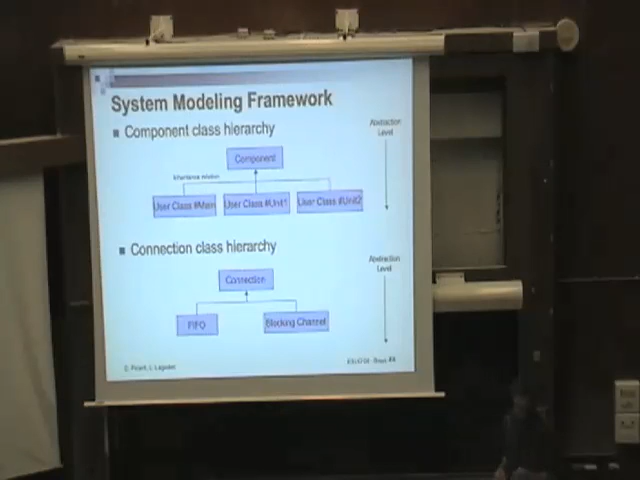 System Modeling Framework
Component class hierarchy
Abstraction
Level
Component
Inheritance relation
User Class #Main
User Class #Unit1
User Class #Unit2
Connection class hierarchy
Abstraction
Level
Connection
FIFO
Blocking Channel